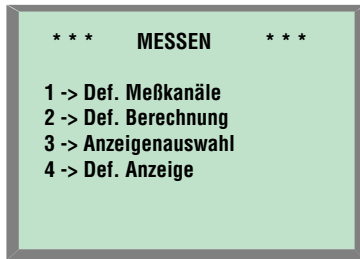 * * * MESSEN * * *
1 -> Def. Meßkanäle
2 -> Def. Berechnung
3 -> Anzeigenauswahl
4 -> Def. Anzeige